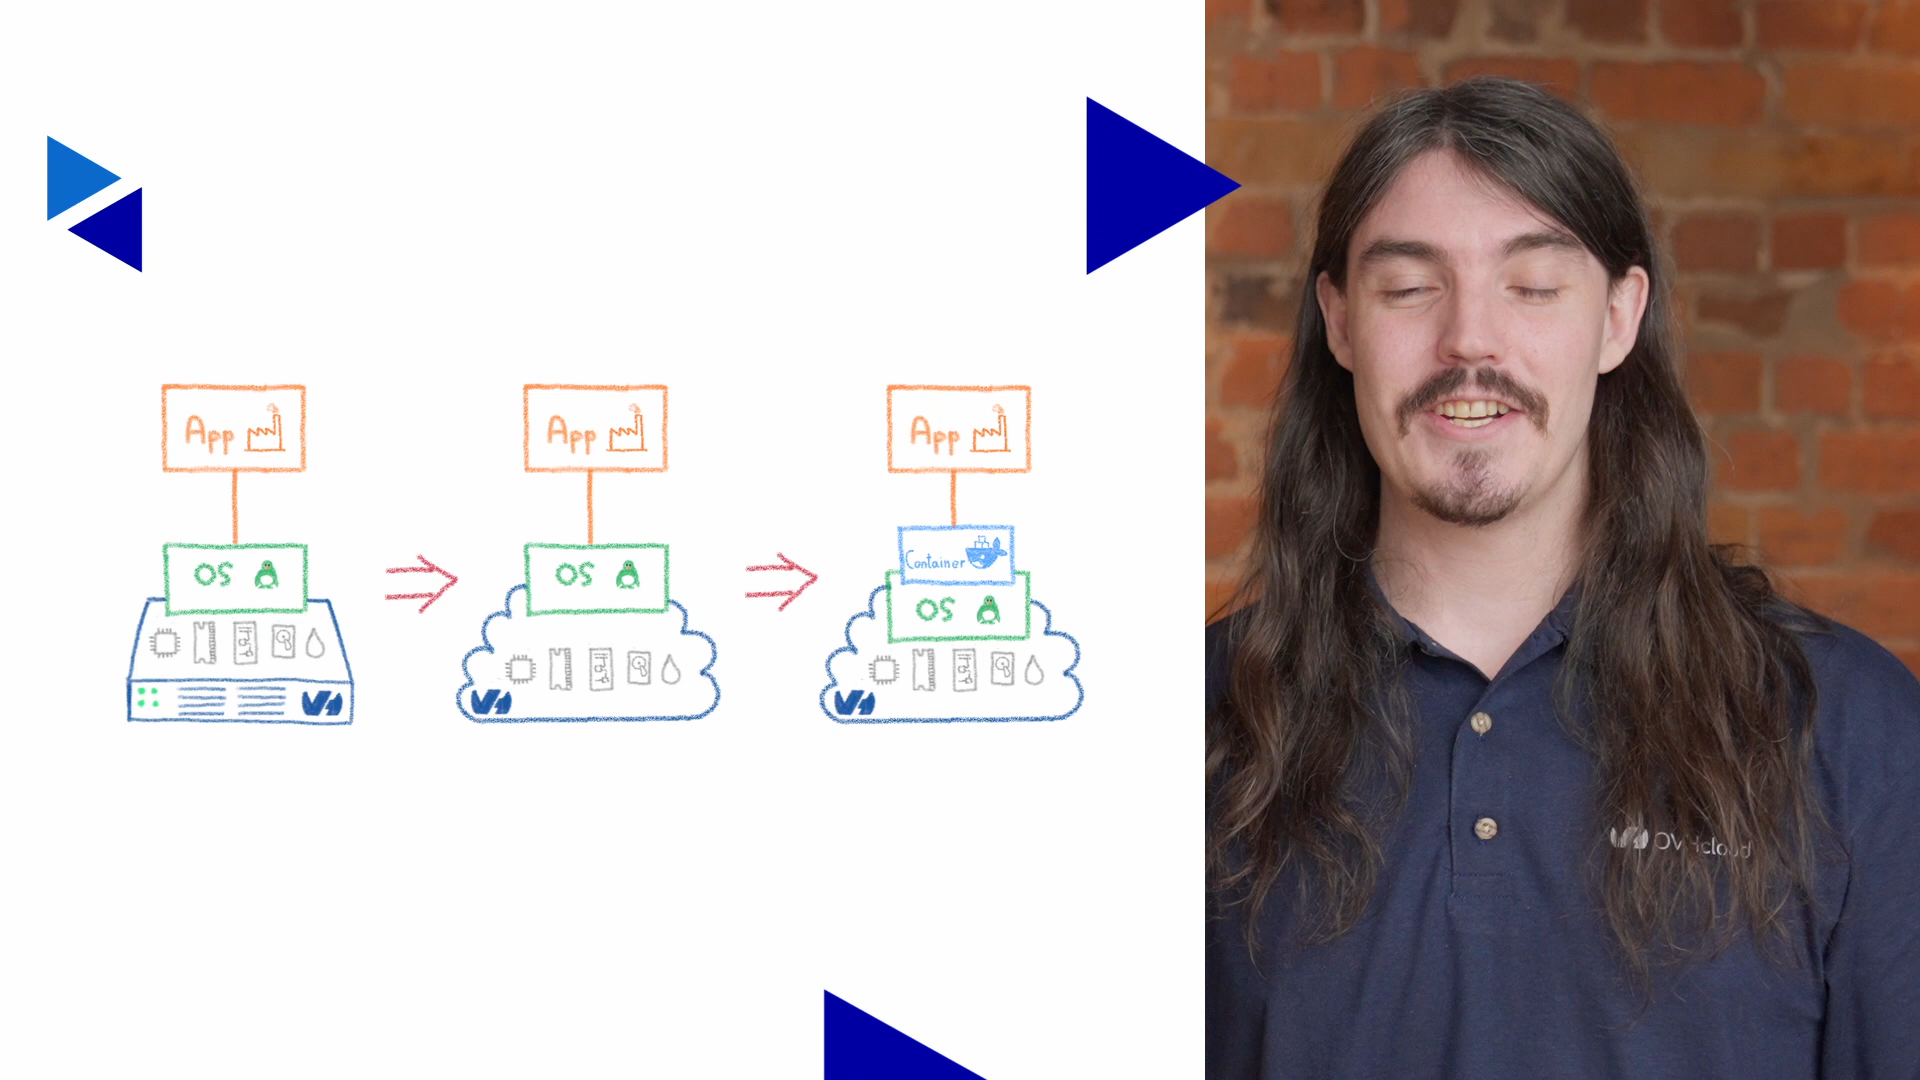 App
App
App
Container
OS
OS
OS
OVHcloud